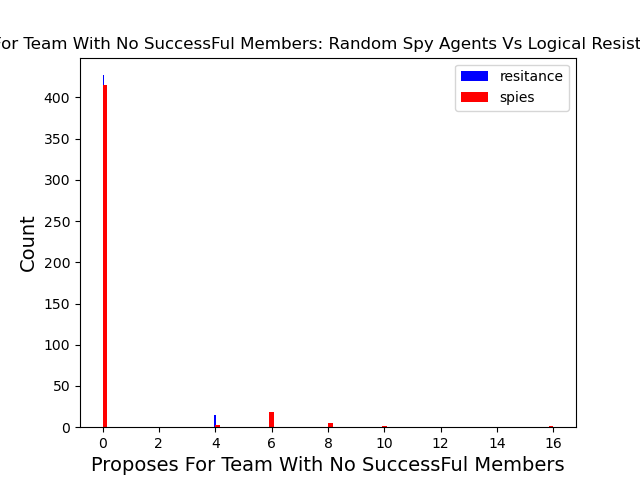 For Team With No SuccessFul Members: Random Spy Agents Vs Logical Resist
resitance
spies
400
350
300
250
200
150
100
50
0
Count
0 2 4 6 8 10 12 14 16
Proposes For Team With No SuccessFul Members